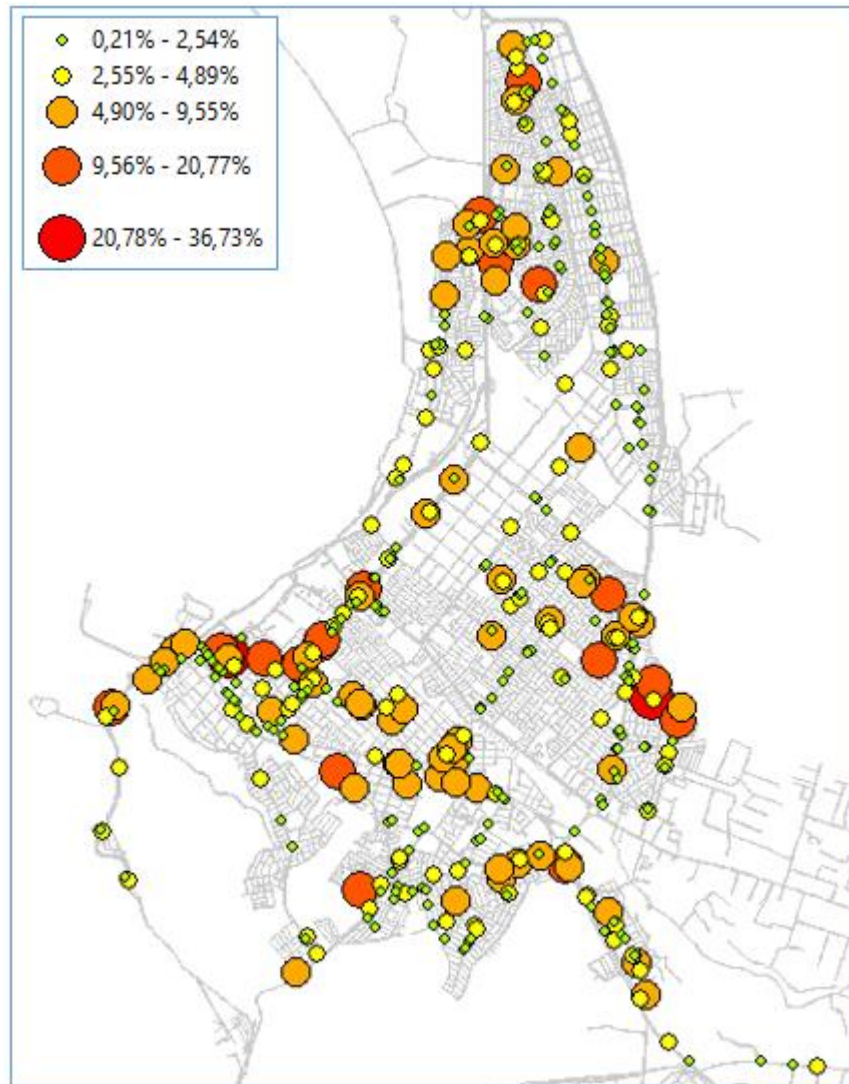 0,21% - 2,54%
2,55% - 4,89%
4,90% - 9,55%
9,56% - 20,77%
20,78% - 36,73%